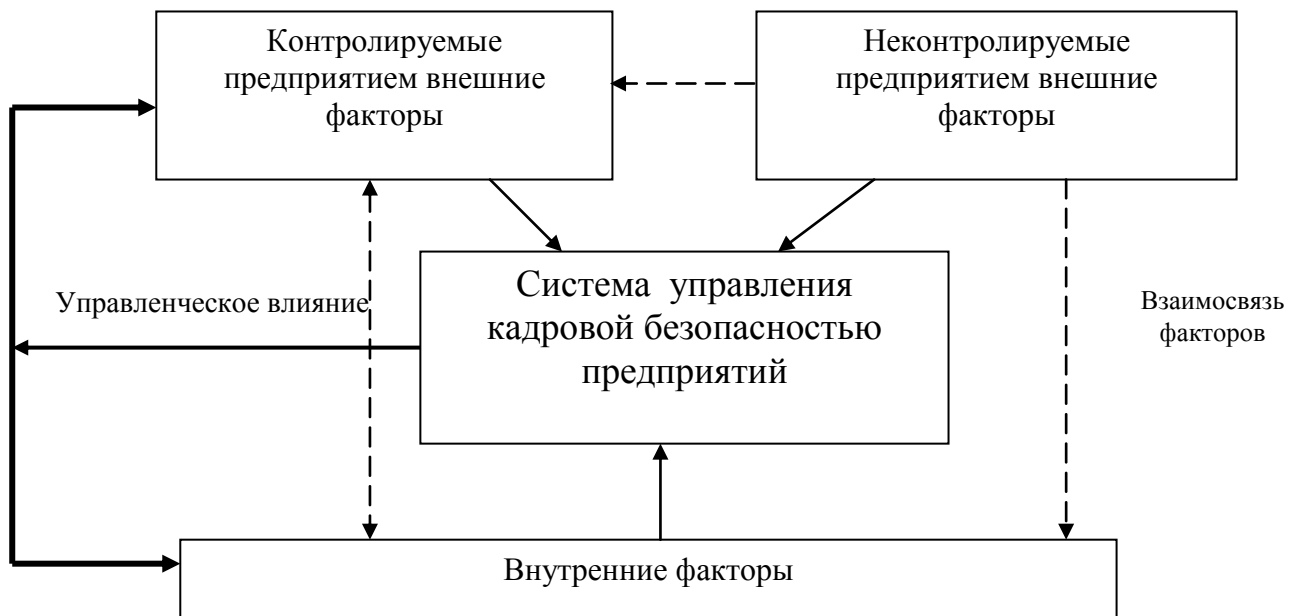 Контролируемые
предприятием внешние
факторы
Неконтролируемые
предприятием внешние
факторы
Система управления
кадровой безопасностью
предприятий
Управленческое влияние
Взаимосвязь
факторов
Внутренние факторы